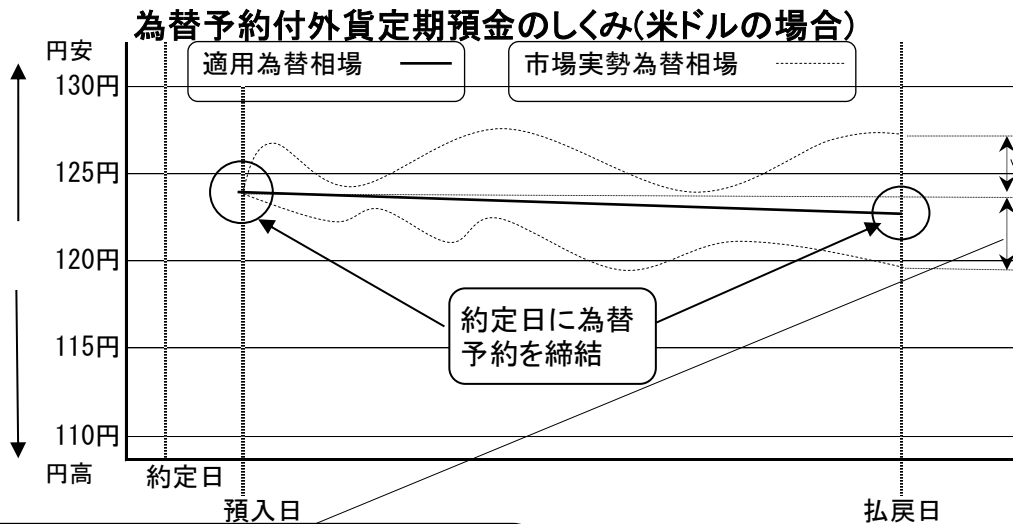 為替予約付外貨定期預金のしくみ(米ドルの場合)
円安
適用為替相場
市場実勢為替相場
130円
125円
120円
約定日に為替
予約を締結
115円
110円
円高
約定日
預入日
払戻日